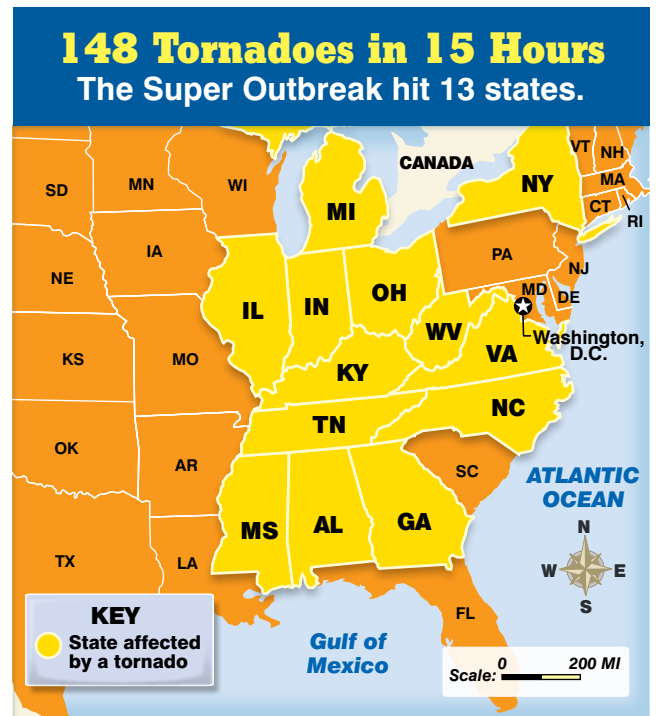 148 Tornadoes in 15 Hours
The Super Outbreak hit 13 states.
CANADA
VT
NH
MA
CT
RI
NY
SD
MN
WI
MI
PA
NJ
MD
DE
Washington,
D.C.
NE
IA
IL
IN
OH
WV
VA
KS
MO
KY
NC
TN
OK
AR
SC
ATLANTIC
OCEAN
MS
AL
GA
N
W
E
S
TX
LA
FL
KEY
State affected
by a tornado
Gulf of
Mexico
Scale:
0
200 MI